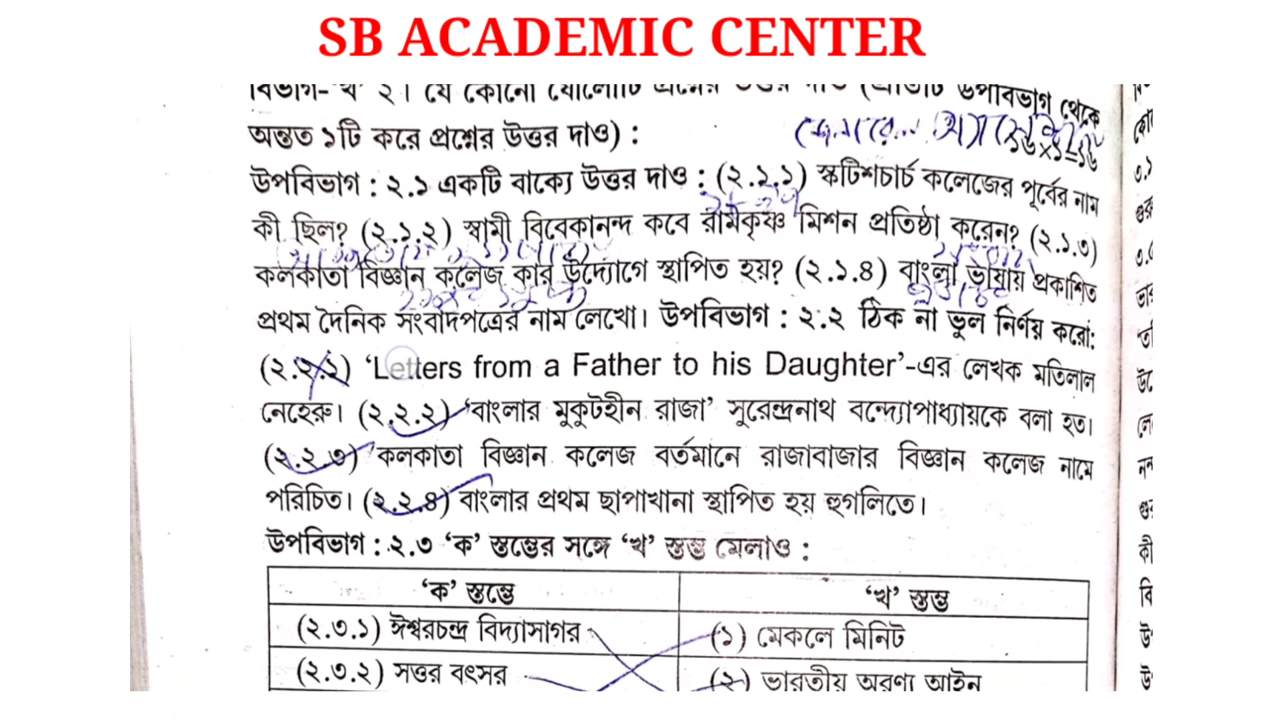 SB ACADEMIC CENTER
বিভাগ-'খ' ২। যে কোনো ষোলোটি প্রশ্নের উত্তর দাও (প্রতিটি উপবিভাগ থেকে
অন্তত ১টি করে প্রশ্নের উত্তর দাও) : ১৬×১=১৬
উপবিভাগ : ২.১ একটি বাক্যে উত্তর দাও : (২.১.১) স্কটিশচার্চ কলেজের পূর্বের নাম
কী ছিল? (২.১.২) স্বামী বিবেকানন্দ কবে রামকৃষ্ণ মিশন প্রতিষ্ঠা করেন? (২.১.৩)
কলকাতা বিজ্ঞান কলেজ কার উদ্যোগে স্থাপিত হয়? (২.১.৪) বাংলা ভাষায় প্রকাশিত
প্রথম দৈনিক সংবাদপত্রের নাম লেখো। উপবিভাগ : ২.২ ঠিক না ভুল নির্ণয় করো:
(২.২.১) 'Letters from a Father to his Daughter'-এর লেখক মতিলাল
নেহেরু। (২.২.২) 'বাংলার মুকুটহীন রাজা' সুরেন্দ্রনাথ বন্দ্যোপাধ্যায়কে বলা হত।
(২.২.৩) কলকাতা বিজ্ঞান কলেজ বর্তমানে রাজাবাজার বিজ্ঞান কলেজ নামে
পরিচিত। (২.২.৪) বাংলার প্রথম ছাপাখানা স্থাপিত হয় হুগলিতে।
উপবিভাগ : ২.৩ 'ক' স্তম্ভের সঙ্গে 'খ' স্তম্ভ মেলাও :
'ক' স্তম্ভে 'খ' স্তম্ভ
(২.৩.১) ঈশ্বরচন্দ্র বিদ্যাসাগর (১) মেকলে মিনিট
(২.৩.২) সত্তর বৎসর (২) ভারতীয় অরণ্য আইন